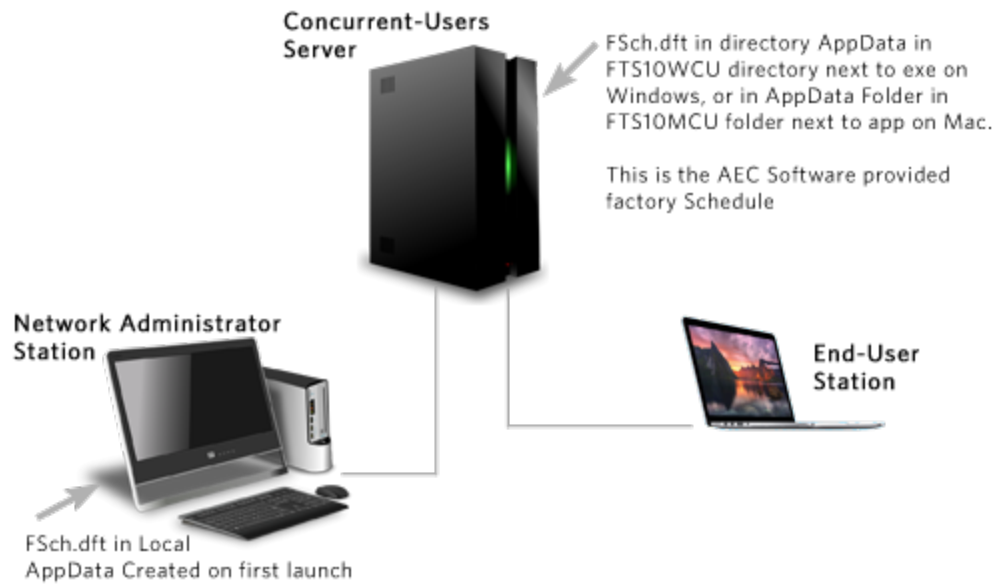 Concurrent-Users
Server
FSch.dft in directory AppData in
FTS10WCU directory next to exe on
Windows, or in AppData Folder in
FTS10MCU folder next to app on Mac.
This is the AEC Software provided
factory Schedule
Network Administrator
Station
End-User
Station
FSch.dft in Local
AppData Created on first launch